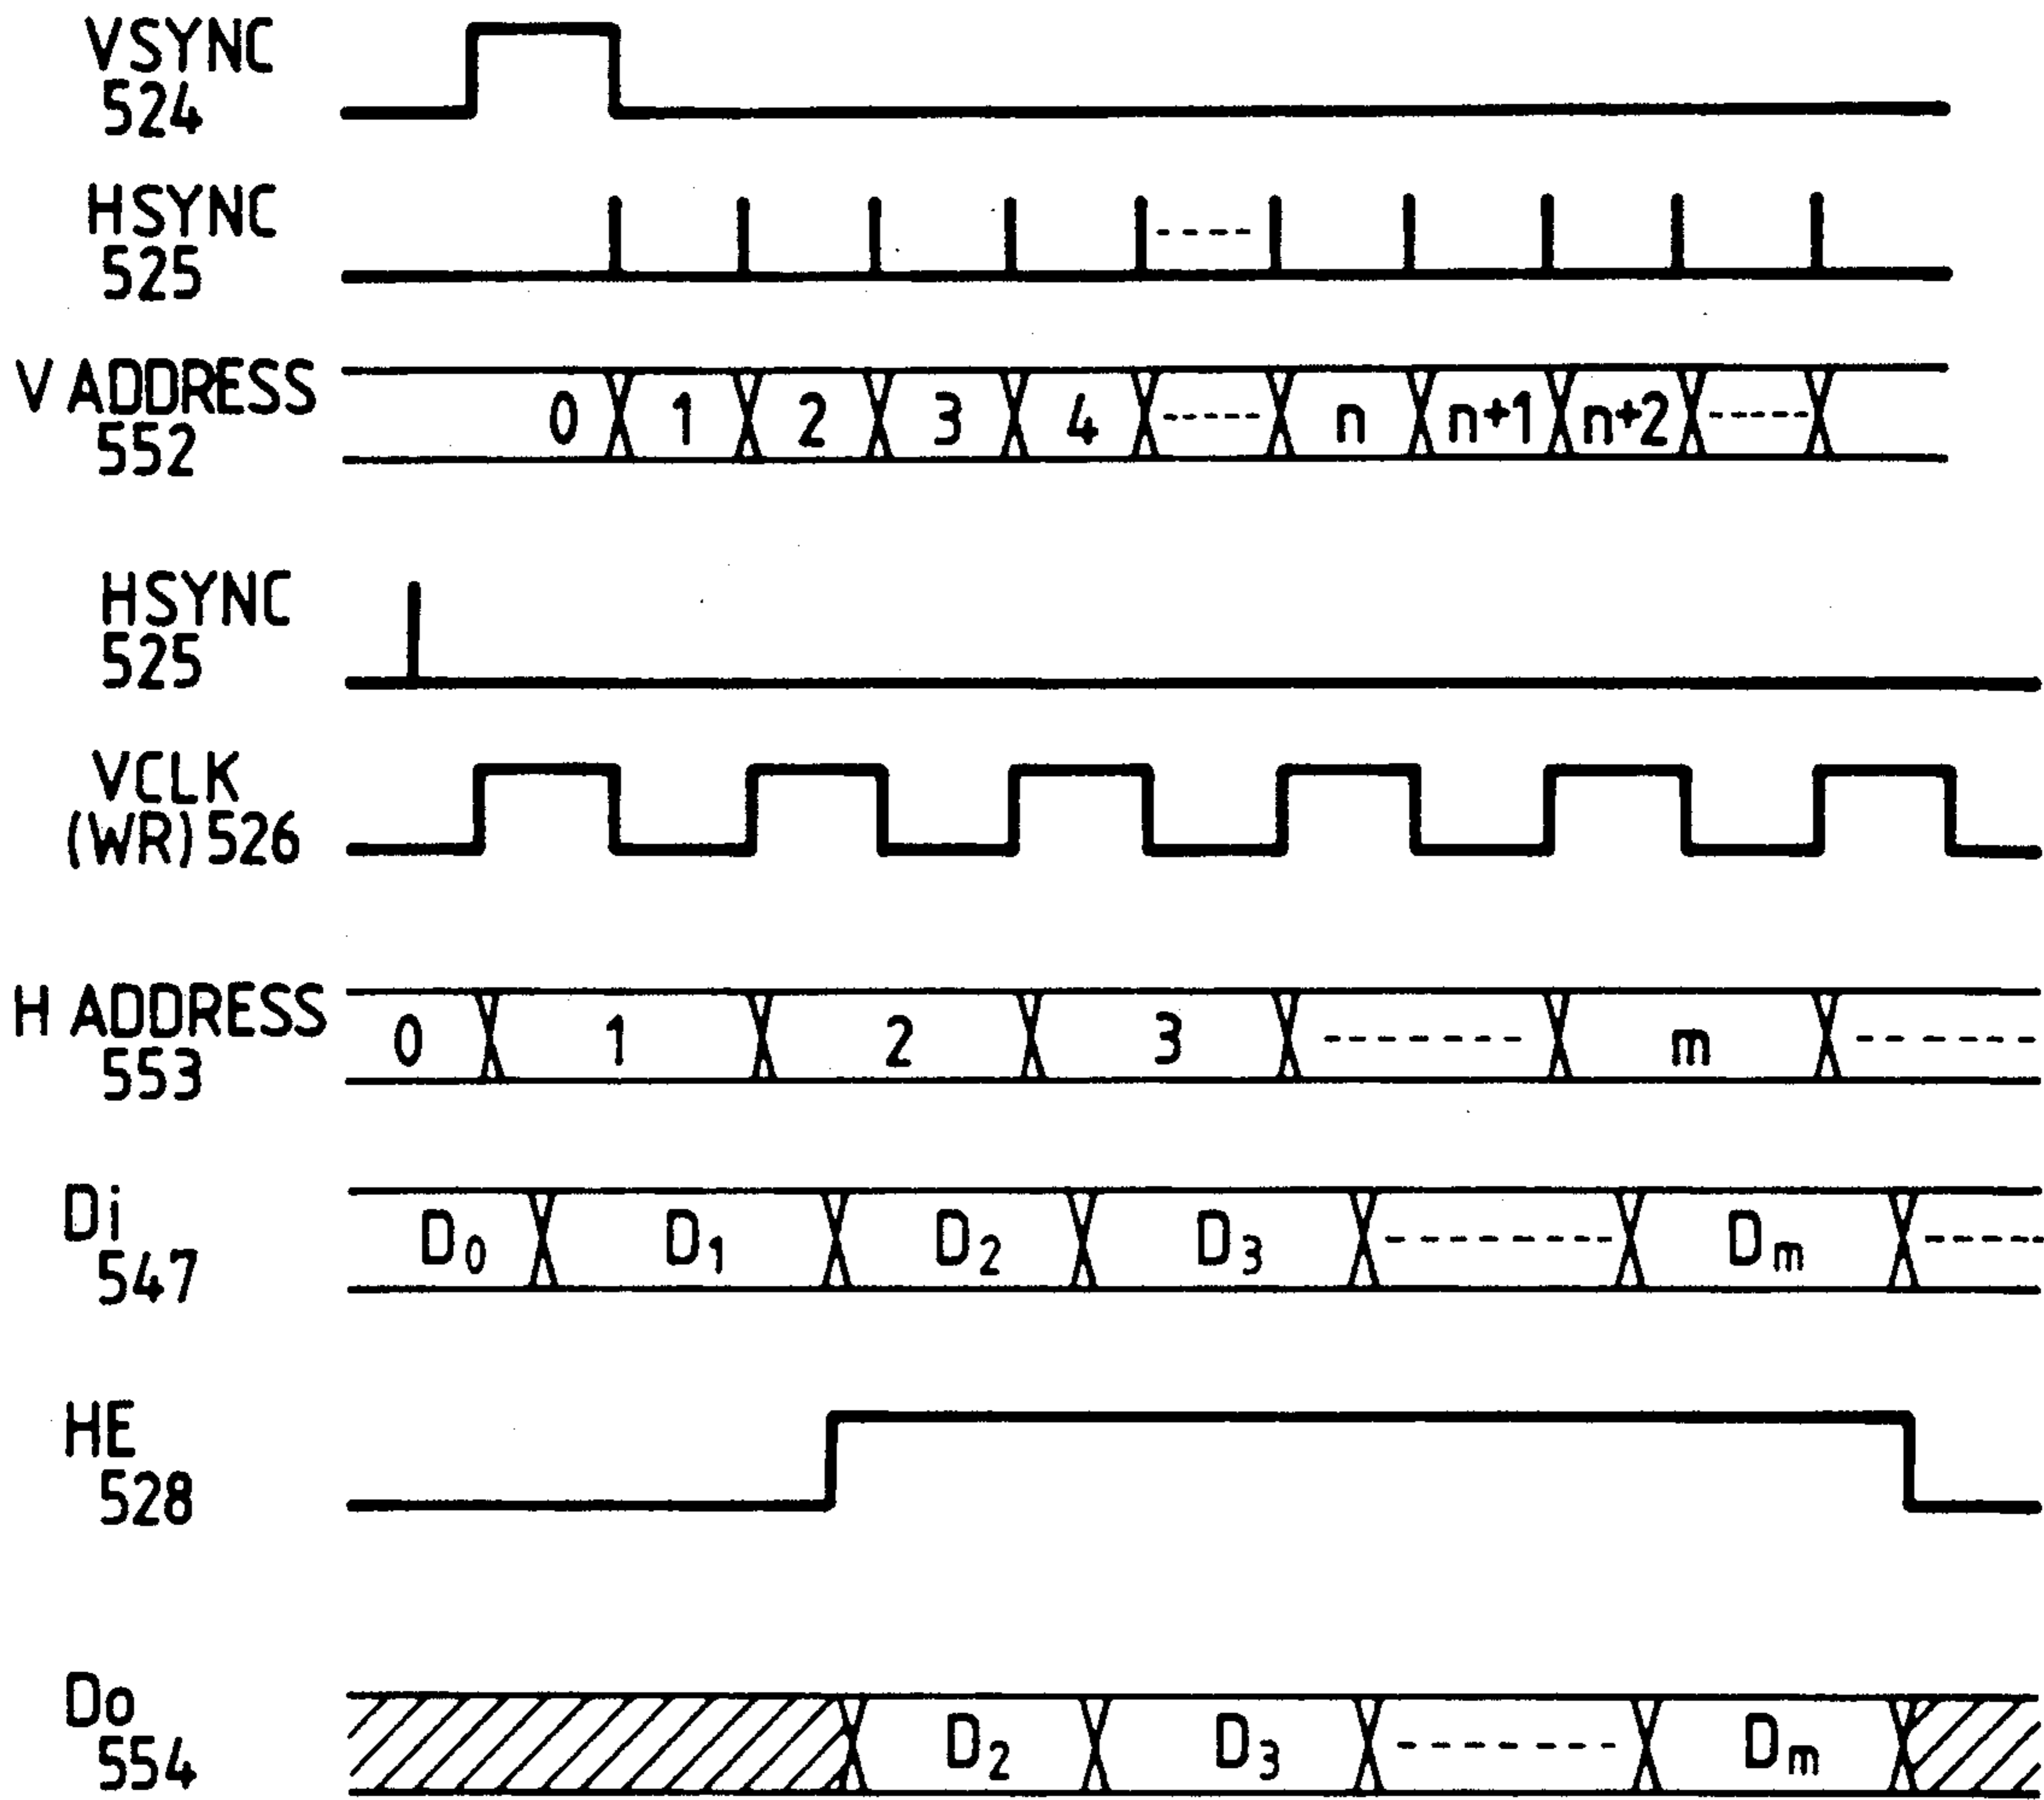 VSYNC
524
HSYNC
525
V ADDRESS
552
0 1 2 3 4 ----- n n+1 n+2 -----
HSYNC
525
VCLK
(WR) 526
H ADDRESS
553
0 1 2 3 -------- m -------
Di
547
D0 D1 D2 D3 --------- Dm -----
HE
528
Do
554
D2 D3 -------- Dm